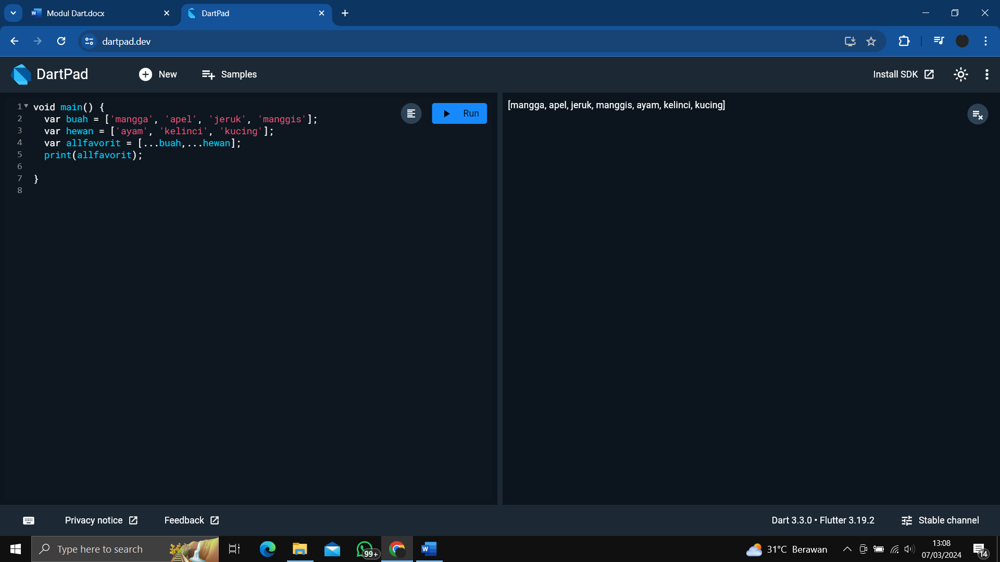 Modul Dart.docx
DartPad
dartpad.dev
DartPad
New
Samples
Install SDK
1 void main() {
2 var buah = ['mangga', 'apel', 'jeruk', 'manggis'];
3 var hewan = ['ayam', 'kelinci', 'kucing'];
4 var allfavorit = [...buah,...hewan];
5 print(allfavorit);
6
7 }
8
Run
[mangga, apel, jeruk, manggis, ayam, kelinci, kucing]
Privacy notice
Feedback
Dart 3.3.0 • Flutter 3.19.2
Stable channel
Type here to search
99+
W
31°C Berawan
13:08
07/03/2024
14